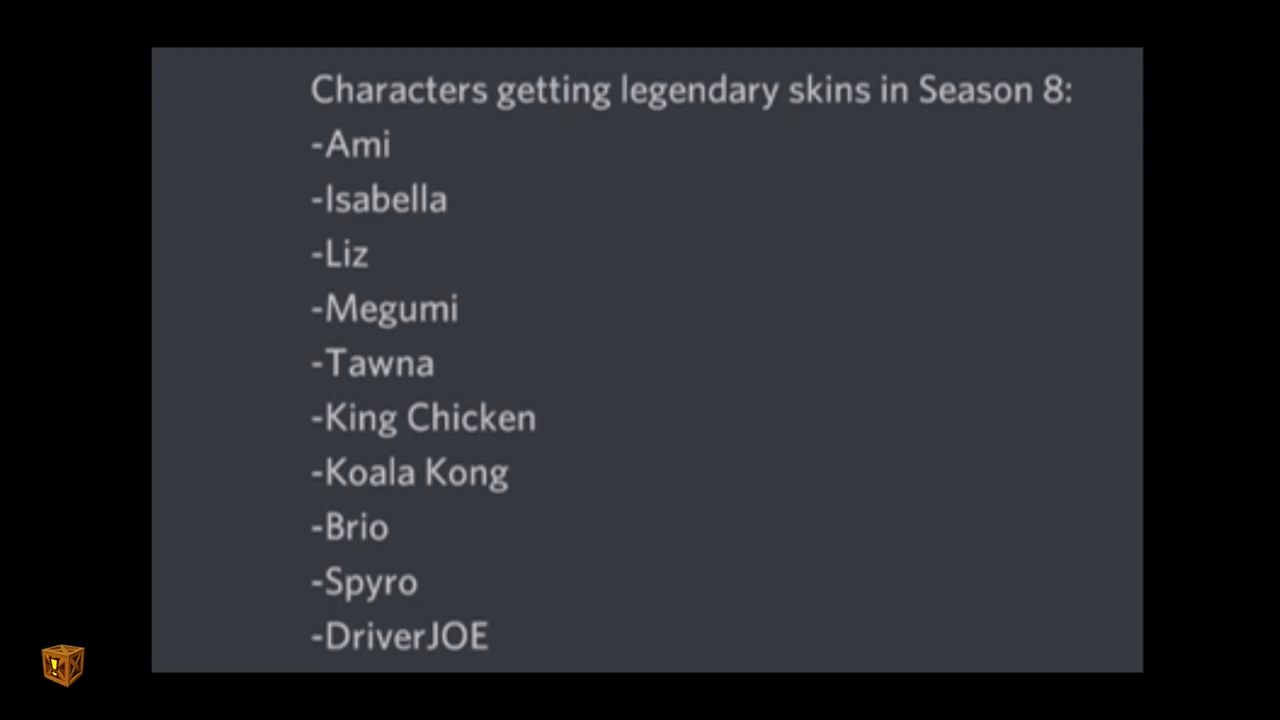 Characters getting legendary skins in Season 8:
-Ami
-Isabella
-Liz
-Megumi
-Tawna
-King Chicken
-Koala Kong
-Brio
-Spyro
-DriverJOE
!